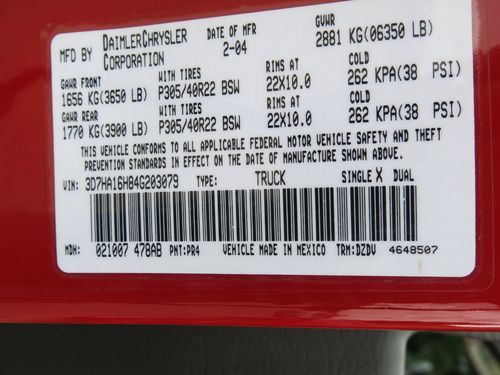 MFD BY DAIMLERCHRYSLER CORPORATION DATE OF MFR 2-04 GVWR 2881 KG(06350 LB)
GAWR FRONT WITH TIRES RIMS AT COLD
1656 KG(3650 LB) P305/40R22 BSW 22X10.0 262 KPA(38 PSI)
GAWR REAR WITH TIRES RIMS AT COLD
1770 KG(3900 LB) P305/40R22 BSW 22X10.0 262 KPA(38 PSI)
THIS VEHICLE CONFORMS TO ALL APPLICABLE FEDERAL MOTOR VEHICLE SAFETY AND THEFT
PREVENTION STANDARDS IN EFFECT ON THE DATE OF MANUFACTURE SHOWN ABOVE.
VIN: 3D7HA16H84G203079 TYPE: TRUCK SINGLE X DUAL
MDH: 021007 478AB PNT:PR4 VEHICLE MADE IN MEXICO TRM:DZDV 4648507